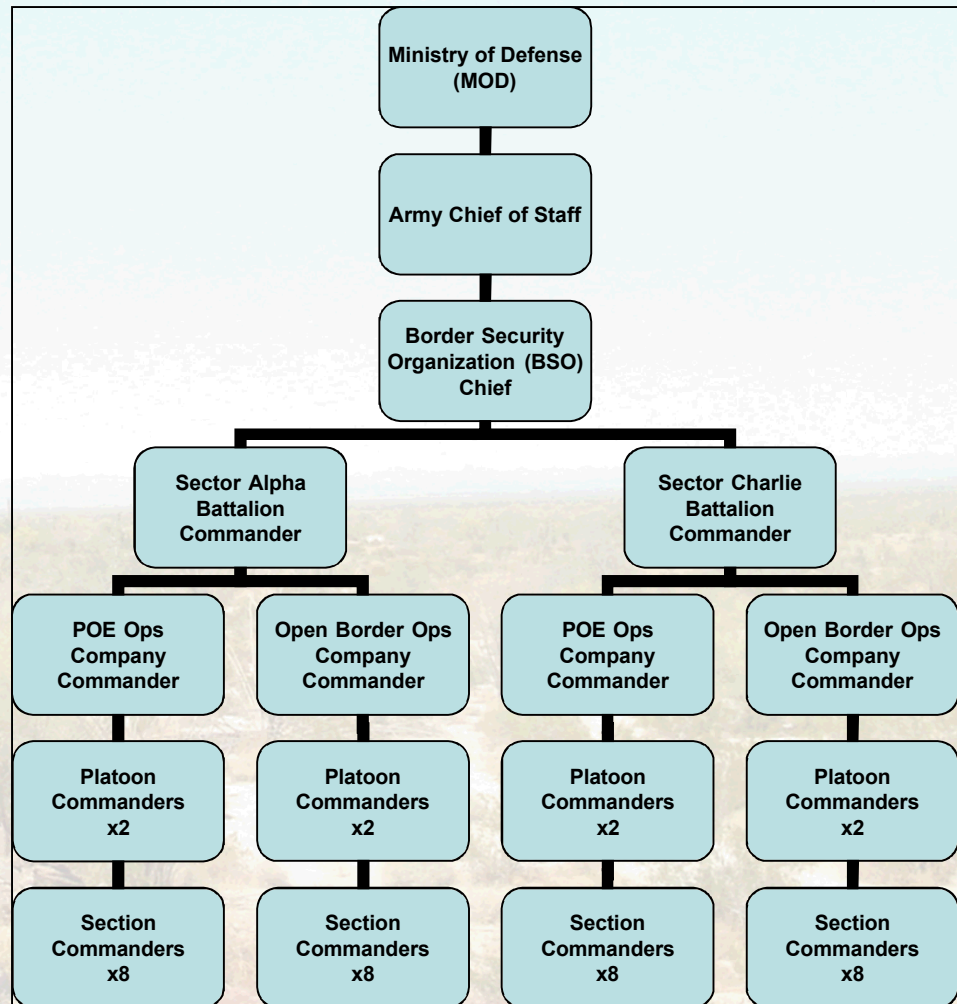 Ministry of Defense
(MOD)
Army Chief of Staff
Border Security
Organization (BSO)
Chief
Sector Alpha
Battalion
Commander
Sector Charlie
Battalion
Commander
POE Ops
Company
Commander
Open Border Ops
Company
Commander
POE Ops
Company
Commander
Open Border Ops
Company
Commander
Platoon
Commanders
x2
Platoon
Commanders
x2
Platoon
Commanders
x2
Platoon
Commanders
x2
Section
Commanders
x8
Section
Commanders
x8
Section
Commanders
x8
Section
Commanders
x8